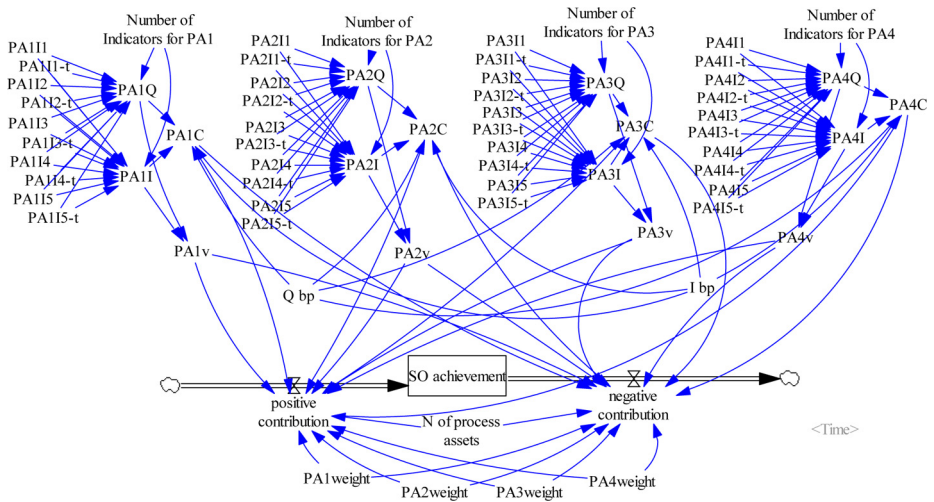 Number of
Indicators for PA1
PA1I1
PA1I1-t
PA1I2
PA1I2-t
PA1I3
PA1I3-t
PA1I4
PA1I4-t
PA1I5
PA1I5-t
PA1Q
PA1C
PA1I
PA1v
Number of
Indicators for PA2
PA2I1
PA2I1-t
PA2I2
PA2I2-t
PA2I3
PA2I3-t
PA2I4
PA2I4-t
PA2I5
PA2I5-t
PA2Q
PA2C
PA2I
PA2v
Number of
Indicators for PA3
PA3I1
PA3I1-t
PA3I2
PA3I2-t
PA3I3
PA3I3-t
PA3I4
PA3I4-t
PA3I5
PA3I5-t
PA3Q
PA3C
PA3I
PA3v
Number of
Indicators for PA4
PA4I1
PA4I1-t
PA4I2
PA4I2-t
PA4I3
PA4I3-t
PA4I4
PA4I4-t
PA4I5
PA4I5-t
PA4Q
PA4C
PA4I
PA4v
Q bp
I bp
SO achievement
positive
contribution
negative
contribution
N of process
assets
<Time>
PA1weight
PA2weight
PA3weight
PA4weight